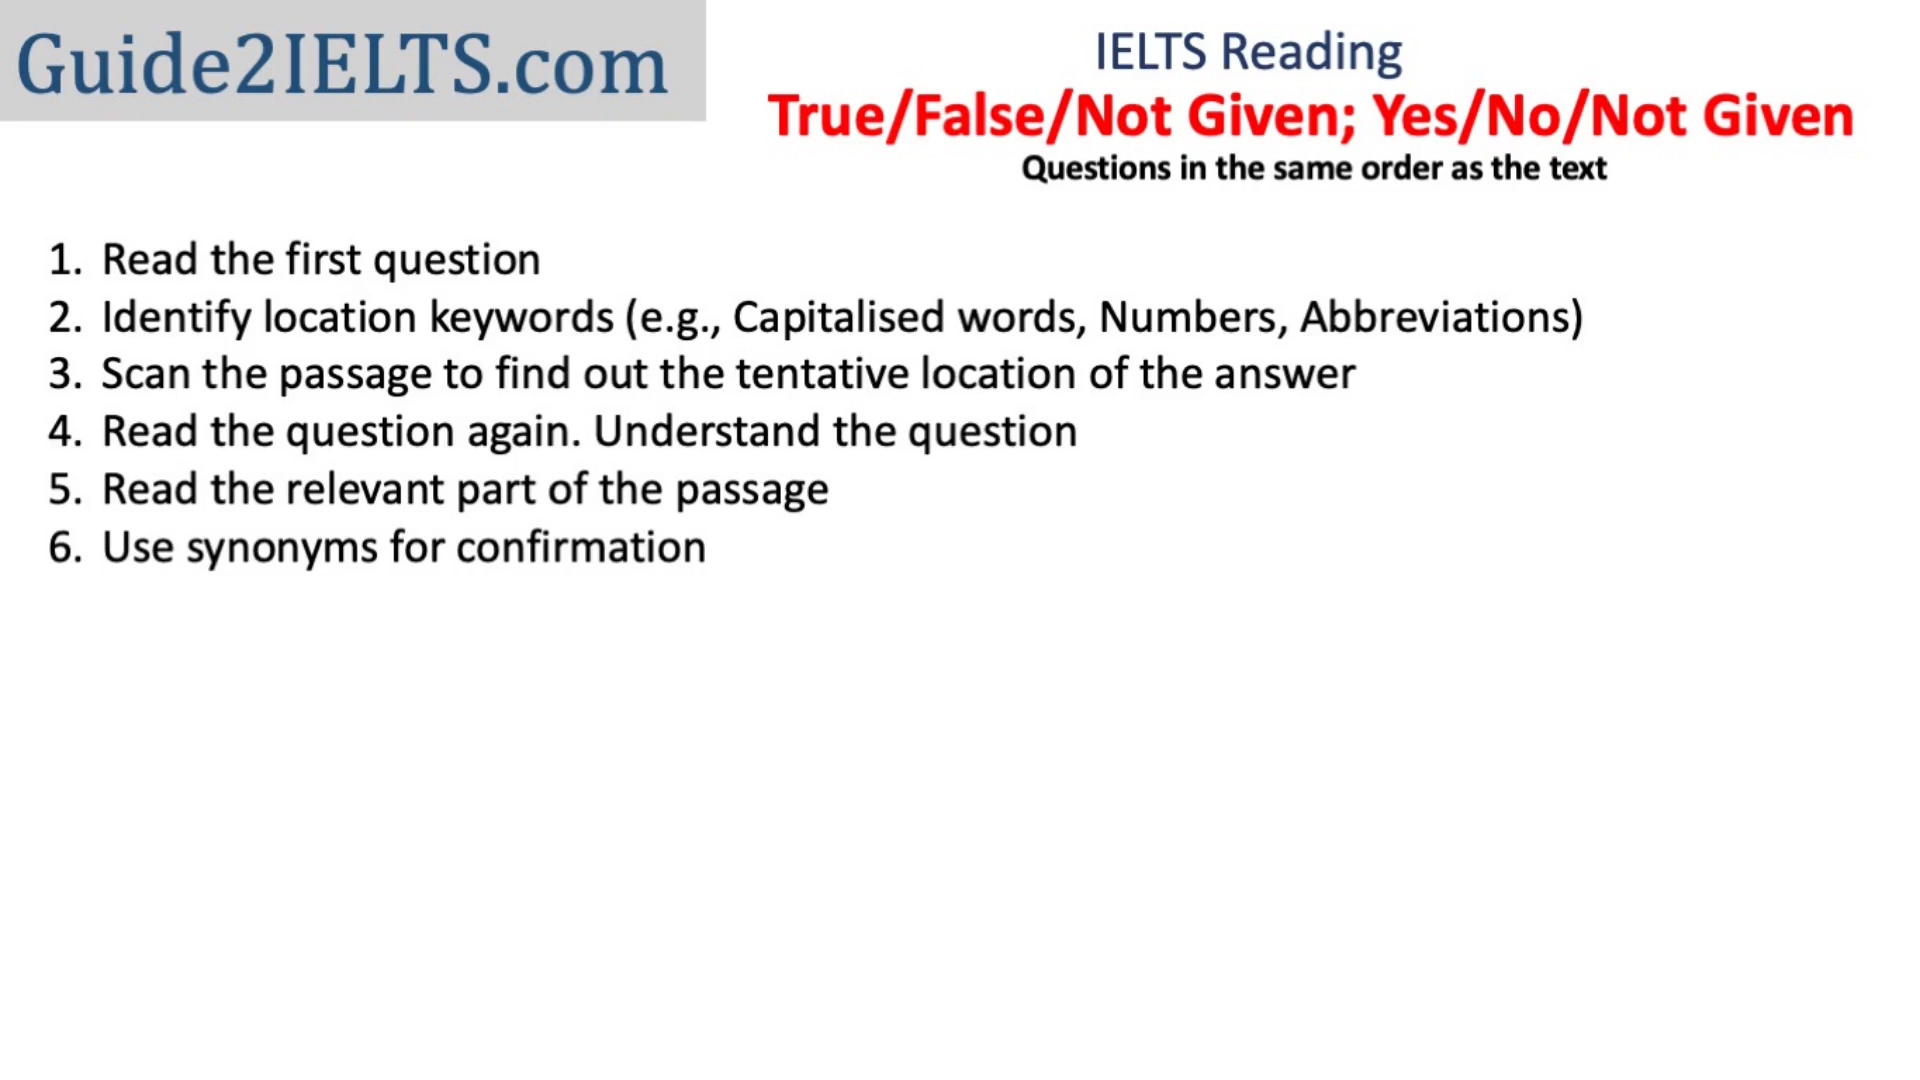 Guide2IELTS.com
IELTS Reading
True/False/Not Given; Yes/No/Not Given
Questions in the same order as the text
1. Read the first question
2. Identify location keywords (e.g., Capitalised words, Numbers, Abbreviations)
3. Scan the passage to find out the tentative location of the answer
4. Read the question again. Understand the question
5. Read the relevant part of the passage
6. Use synonyms for confirmation